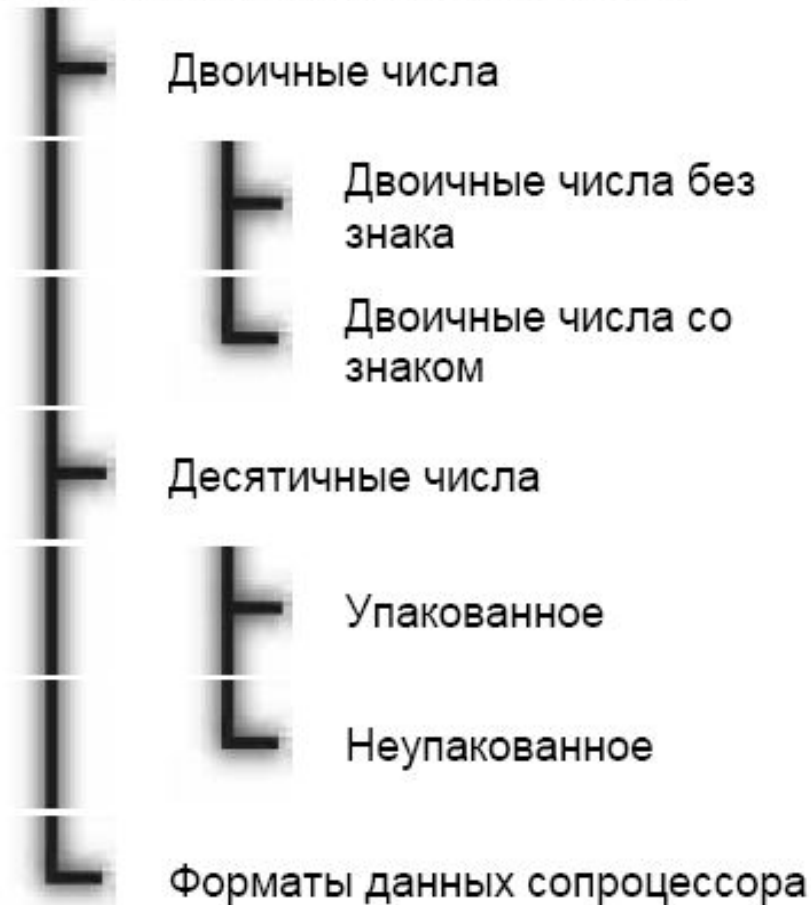 Двоичные числа
Двоичные числа без
знака
Двоичные числа со
знаком
Десятичные числа
Упакованное
Неупакованное
Форматы данных сопроцессора